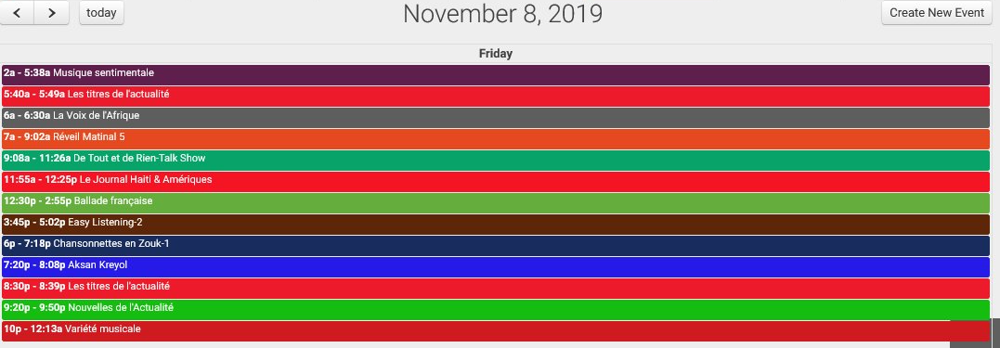 today
November 8, 2019
Create New Event
Friday
2a - 5:38a Musique sentimentale
5:40a - 5:49a Les titres de l'actualité
6a - 6:30a La Voix de l'Afrique
7a - 9:02a Réveil Matinal 5
9:08a - 11:26a De Tout et de Rien-Talk Show
11:55a - 12:25p Le Journal Haiti & Amériques
12:30p - 2:55p Ballade française
3:45p - 5:02p Easy Listening-2
6p - 7:18p Chansonnettes en Zouk-1
7:20p - 8:08p Aksan Kreyol
8:30p - 8:39p Les titres de l'actualité
9:20p - 9:50p Nouvelles de l'Actualité
10p - 12:13a Variété musicale